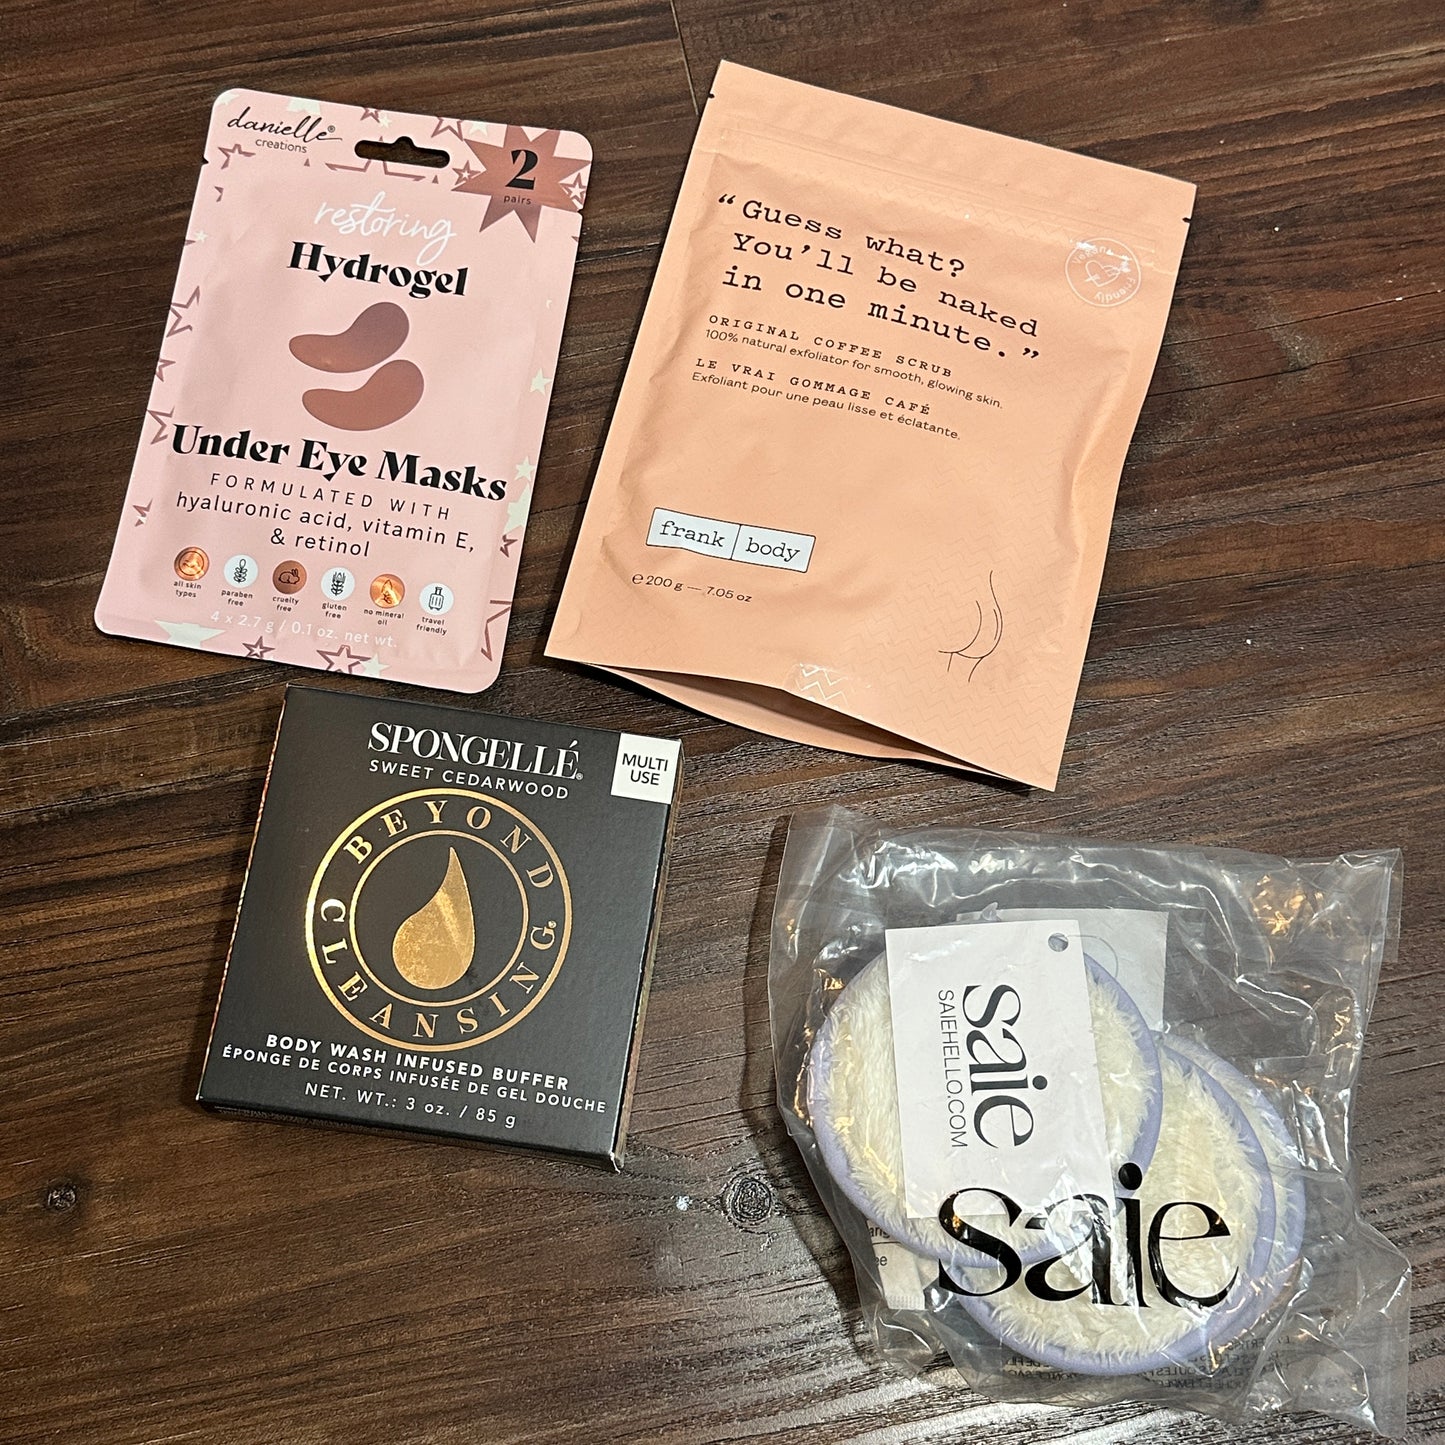 danielle®
creations
2
pairs
restoring
Hydrogel
Under Eye Masks
FORMULATED WITH
hyaluronic acid, vitamin E,
& retinol
all skin
types
paraben
free
cruelty
free
gluten
free
no mineral
oil
travel
friendly
4 x 2.7 g / 0.1 oz. net wt.
“Guess what?
You’ll be naked
in one minute.”
ORIGINAL COFFEE SCRUB
100% natural exfoliator for smooth, glowing skin.
LE VRAI GOMMAGE CAFÉ
Exfoliant pour une peau lisse et éclatante.
vegan
friendly
frank body
e 200 g — 7.05 oz
SPONGELLÉ®
SWEET CEDARWOOD
MULTI
USE
BEYOND
CLEANSING®
BODY WASH INFUSED BUFFER
ÉPONGE DE CORPS INFUSÉE DE GEL DOUCHE
NET. WT.: 3 oz. / 85 g
saie
SAIEHELLO.COM
saie